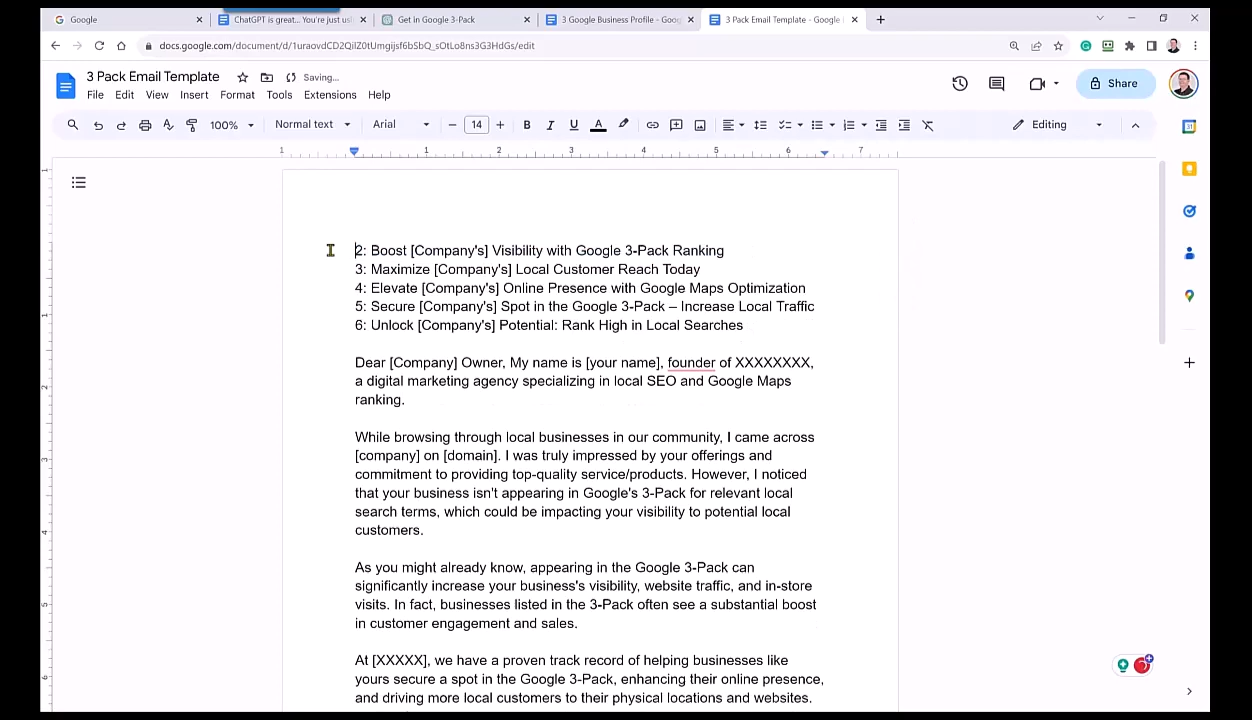 Google
ChatGPT is great... You're just usi
Get in Google 3-Pack
3 Google Business Profile - Goog
3 Pack Email Template - Google
docs.google.com/document/d/1uraovdCD2QiIZ0tUmgijsf6bSbQ_sOtLo8ns3G3HdGs/edit
3 Pack Email Template
Saving...
Share
File Edit View Insert Format Tools Extensions Help
100% Normal text Arial 14 B I U A Editing
1 1 2 3 4 5 6 7
2: Boost [Company's] Visibility with Google 3-Pack Ranking
3: Maximize [Company's] Local Customer Reach Today
4: Elevate [Company's] Online Presence with Google Maps Optimization
5: Secure [Company's] Spot in the Google 3-Pack – Increase Local Traffic
6: Unlock [Company's] Potential: Rank High in Local Searches
Dear [Company] Owner, My name is [your name], founder of XXXXXXXX,
a digital marketing agency specializing in local SEO and Google Maps
ranking.
While browsing through local businesses in our community, I came across
[company] on [domain]. I was truly impressed by your offerings and
commitment to providing top-quality service/products. However, I noticed
that your business isn't appearing in Google's 3-Pack for relevant local
search terms, which could be impacting your visibility to potential local
customers.
As you might already know, appearing in the Google 3-Pack can
significantly increase your business's visibility, website traffic, and in-store
visits. In fact, businesses listed in the 3-Pack often see a substantial boost
in customer engagement and sales.
At [XXXXX], we have a proven track record of helping businesses like
yours secure a spot in the Google 3-Pack, enhancing their online presence,
and driving more local customers to their physical locations and websites.